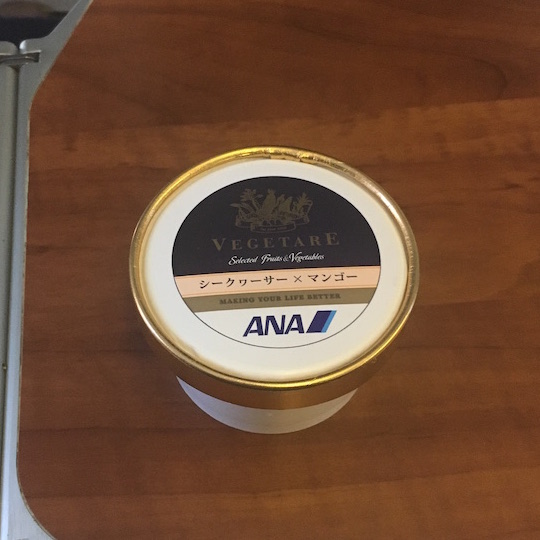 VEGETARE
Selected Fruits & Vegetables
シークヮーサー × マンゴー
MAKING YOUR LIFE BETTER
ANA